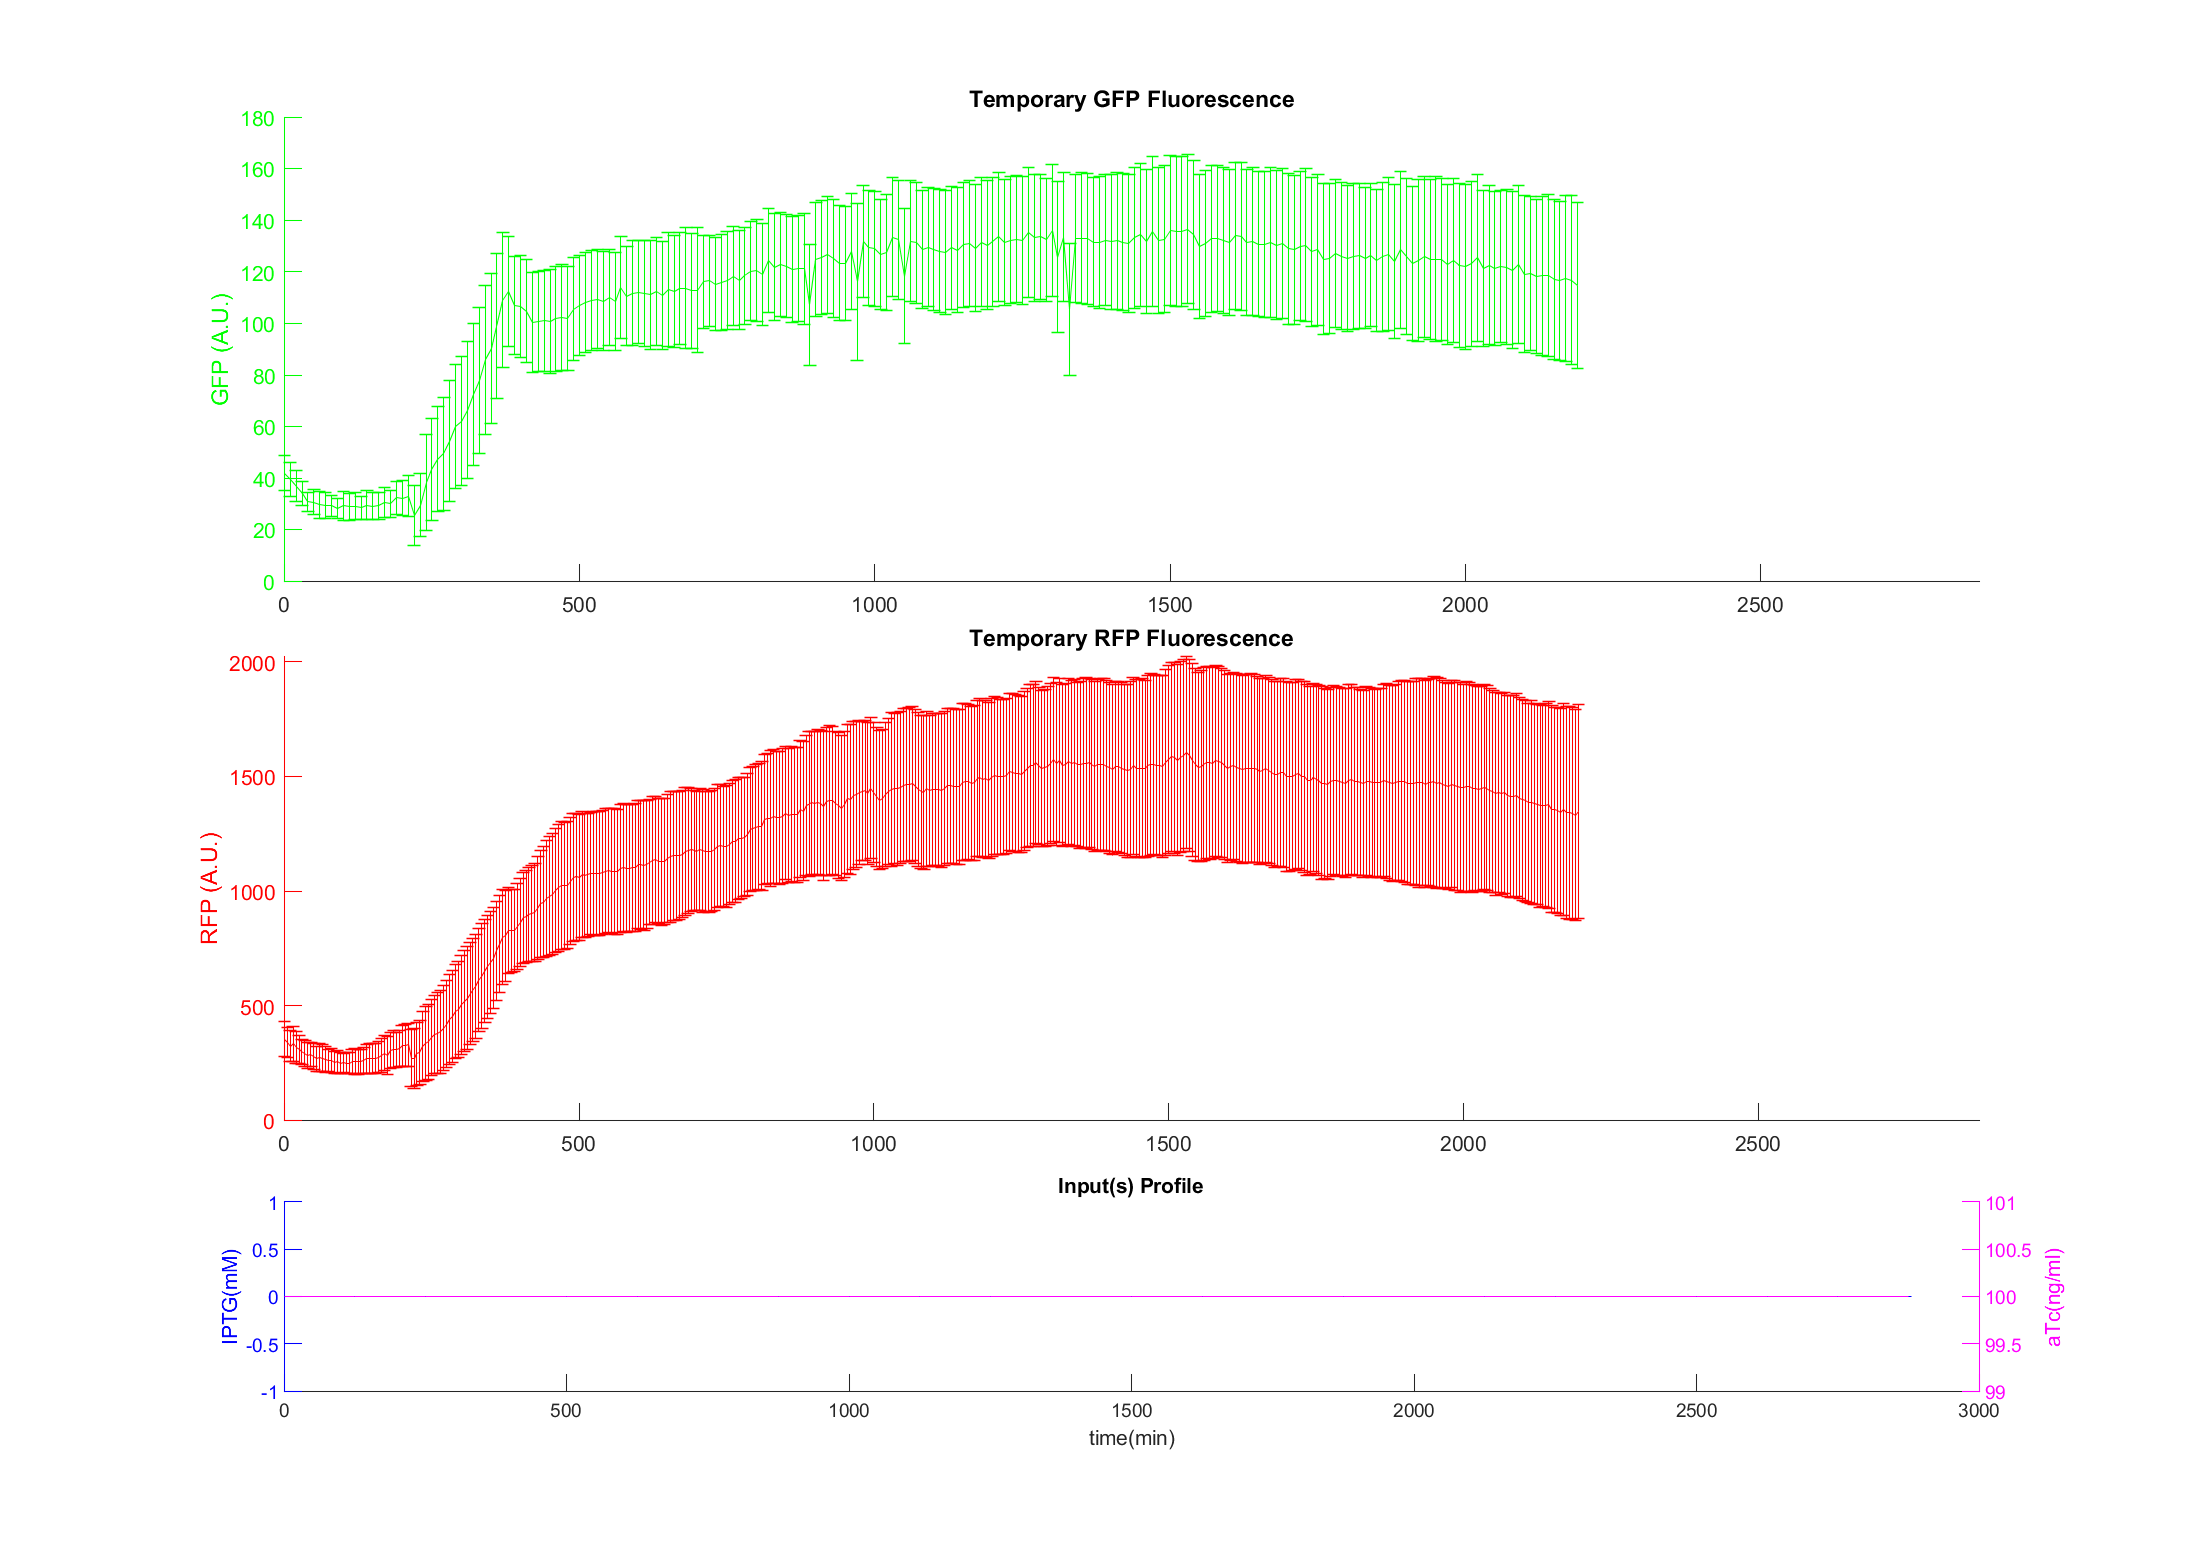 Temporary GFP Fluorescence
180
160
140
120
100
80
60
40
20
0
GFP (A.U.)
0 500 1000 1500 2000 2500
Temporary RFP Fluorescence
2000
1500
1000
500
0
RFP (A.U.)
0 500 1000 1500 2000 2500
Input(s) Profile
1 101
0.5 100.5
0 100
-0.5 99.5
-1 99
IPTG(mM)
aTc(ng/ml)
0 500 1000 1500 2000 2500 3000
time(min)